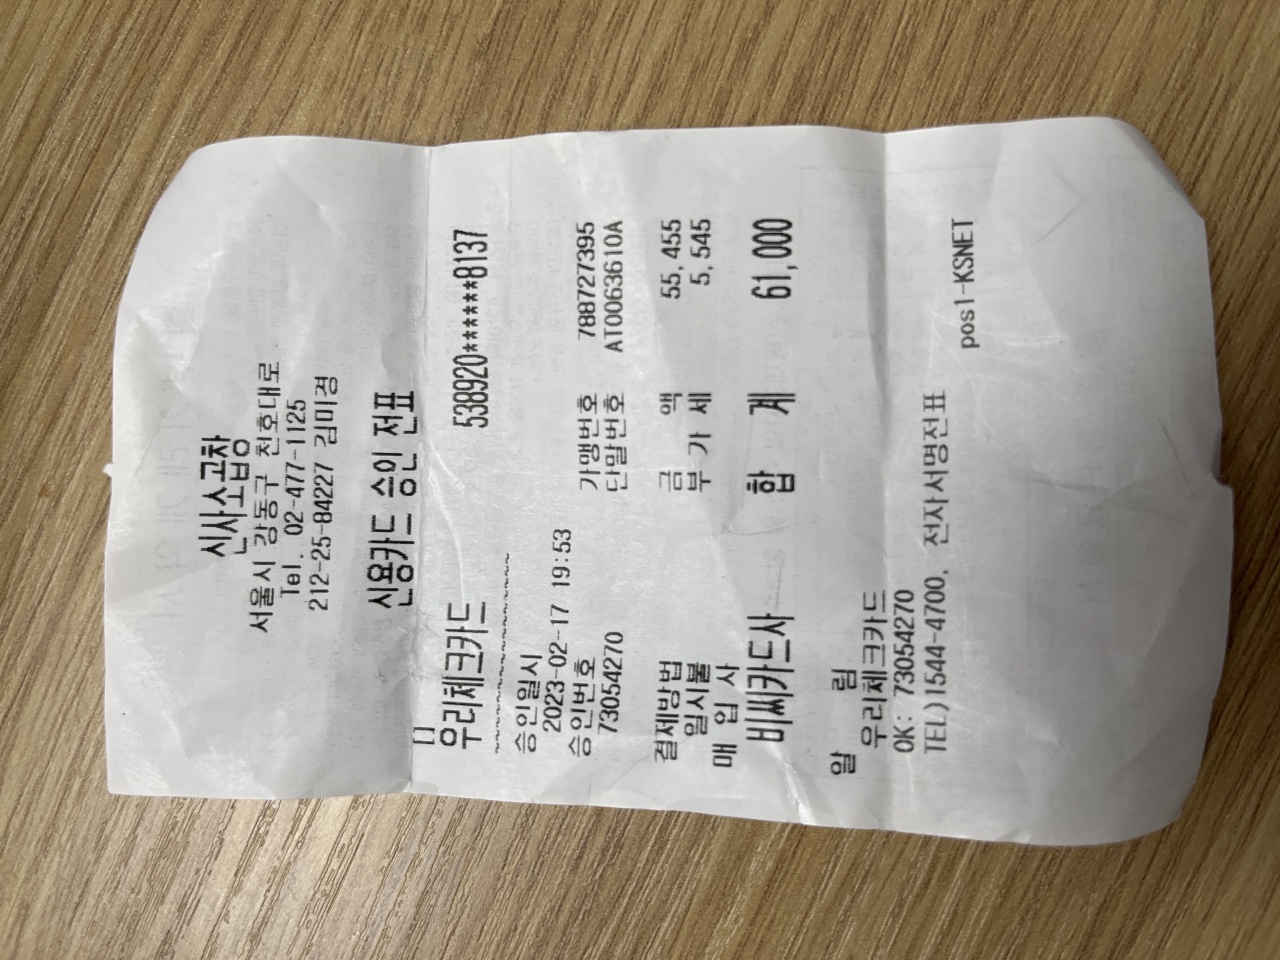 신사소곱창
서울시 강동구 천호대로
Tel. 02-477-1125
212-25-84227 김미경
신용카드 승인 전표
[]
우리체크카드 538920******8137
~~~~~~~~~~~~~~~~
승인일시
2023-02-17 19:53
승인번호 가맹번호 788727395
73054270 단말번호 AT0063610A
결제방법 금 액 55,455
일시불 부 가 세 5,545
매 입 사
비씨카드사 합 계 61,000
알 림
우리체크카드
OK: 73054270
TEL)1544-4700. 전자서명전표
pos1-KSNET